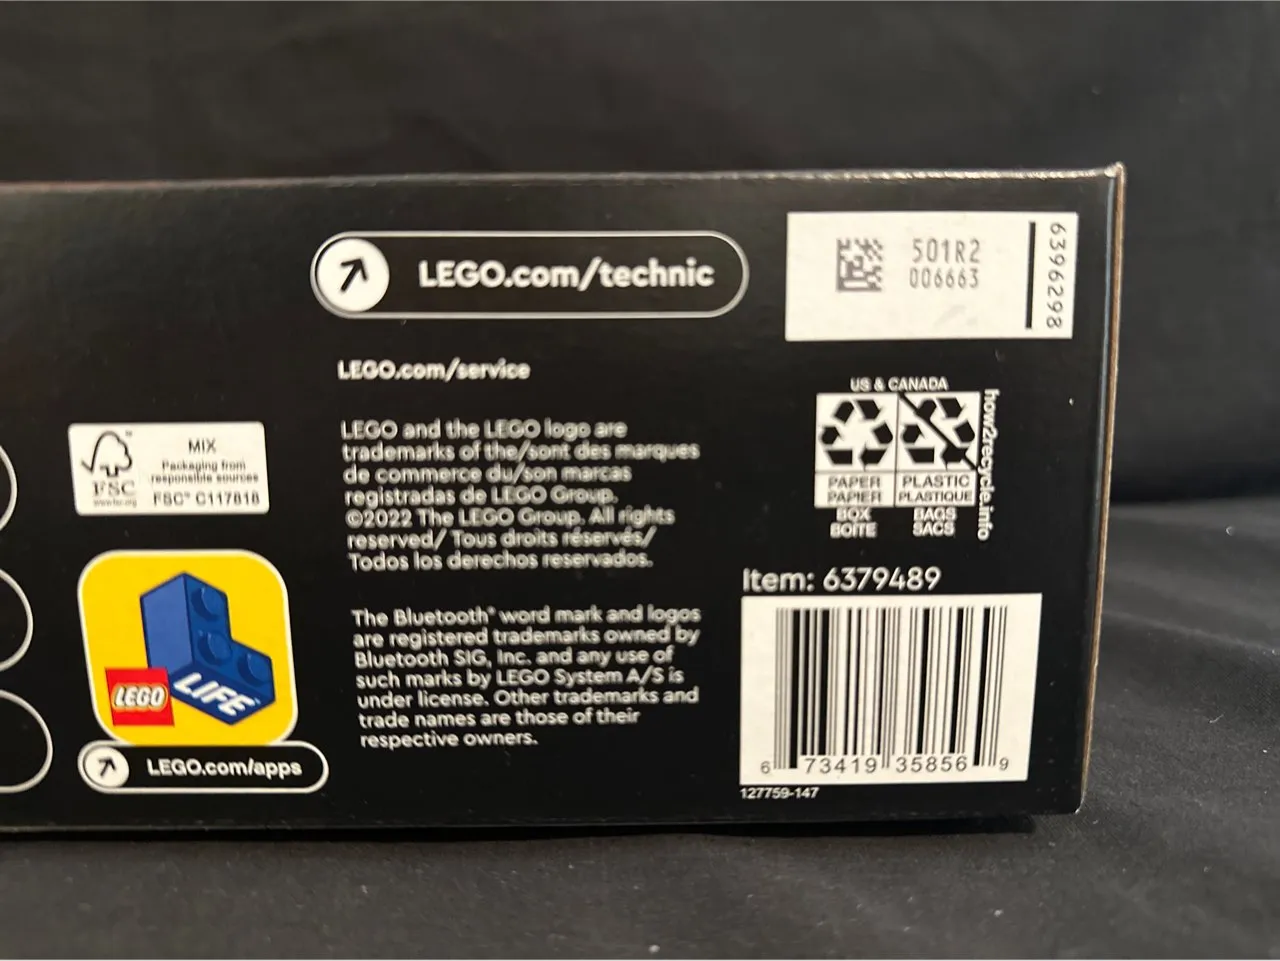 LEGO.com/technic
501R2
006663
6396298
LEGO.com/service
US & CANADA
PAPER
PAPIER
BOX
BOÎTE
PLASTIC
PLASTIQUE
BAGS
SACS
how2recycle.info
FSC
www.fsc.org
MIX
Packaging from
responsible sources
FSC® C117818
LEGO and the LEGO logo are
trademarks of the/sont des marques
de commerce du/son marcas
registradas de LEGO Group.
©2022 The LEGO Group. All rights
reserved/ Tous droits réservés/
Todos los derechos reservados.
The Bluetooth® word mark and logos
are registered trademarks owned by
Bluetooth SIG, Inc. and any use of
such marks by LEGO System A/S is
under license. Other trademarks and
trade names are those of their
respective owners.
LEGO
LIFE™
LEGO.com/apps
Item: 6379489
6 73419 35856 9
127759-147